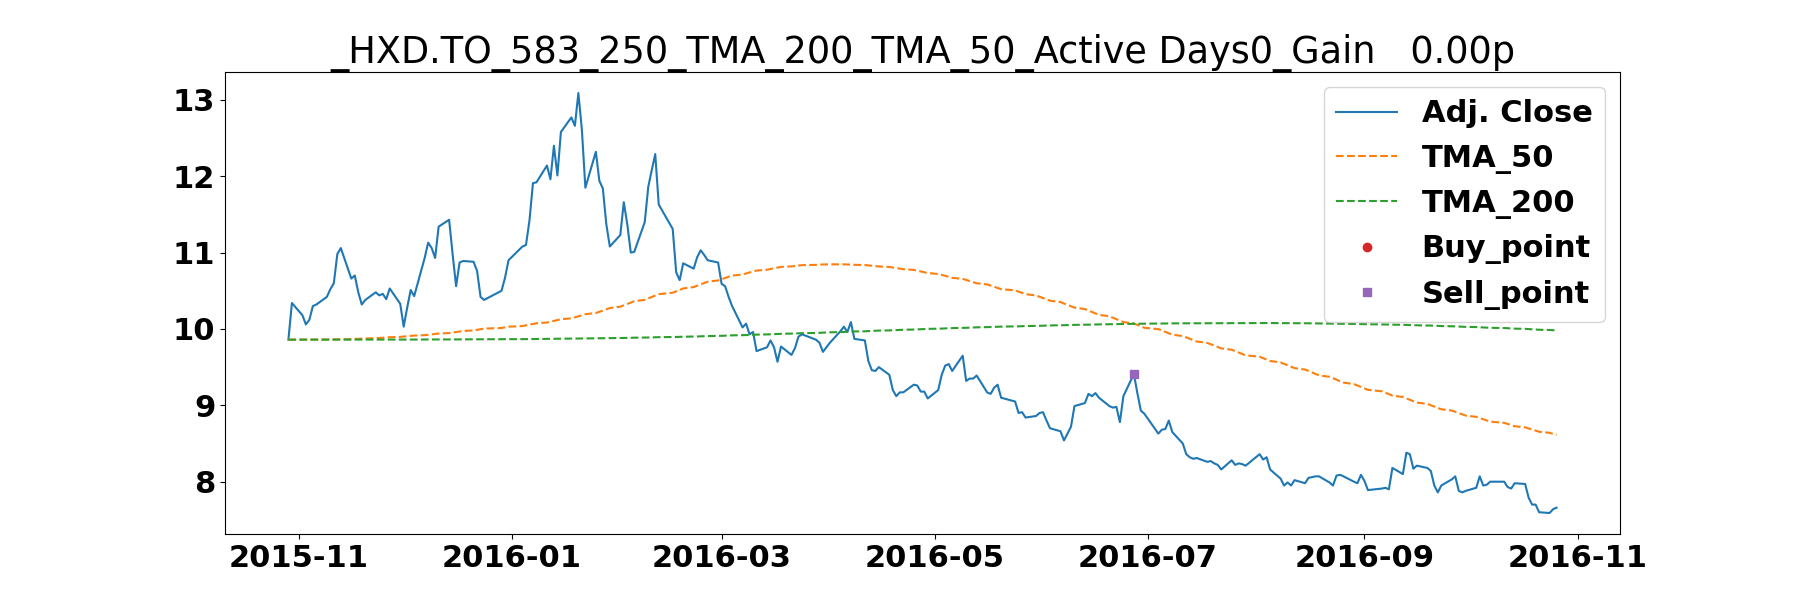 _HXD.TO_583_250_TMA_200_TMA_50_Active Days0_Gain   0.00p
13
12
11
10
9
8
Adj. Close
TMA_50
TMA_200
Buy_point
Sell_point
2015-11 2016-01 2016-03 2016-05 2016-07 2016-09 2016-11